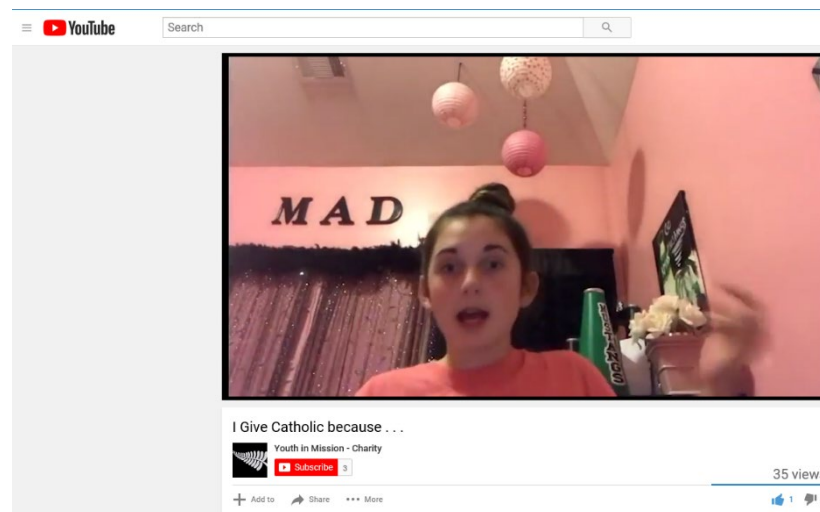 YouTube
Search
MAD
MUSTANGS
I Give Catholic because . . .
Youth in Mission - Charity
Subscribe 3
35 view
Add to Share More
1